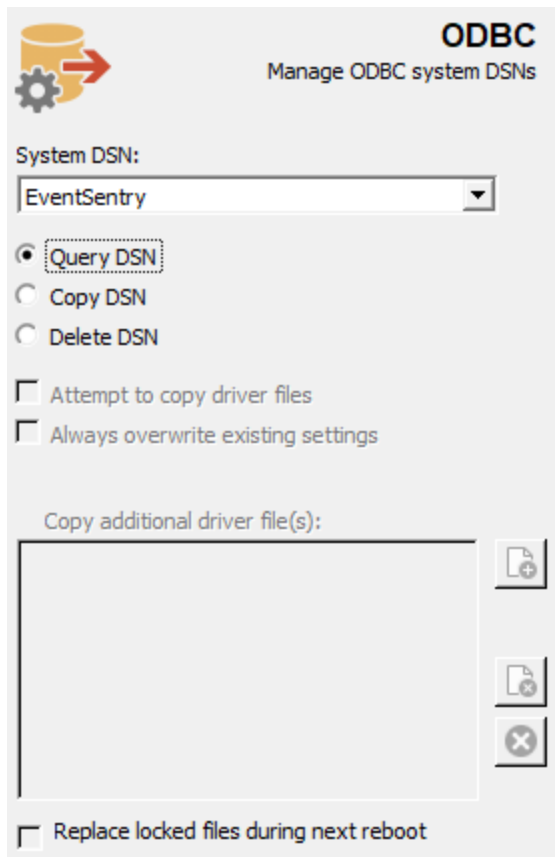 ODBC
Manage ODBC system DSNs
System DSN:
EventSentry
Query DSN
Copy DSN
Delete DSN
Attempt to copy driver files
Always overwrite existing settings
Copy additional driver file(s):
Replace locked files during next reboot